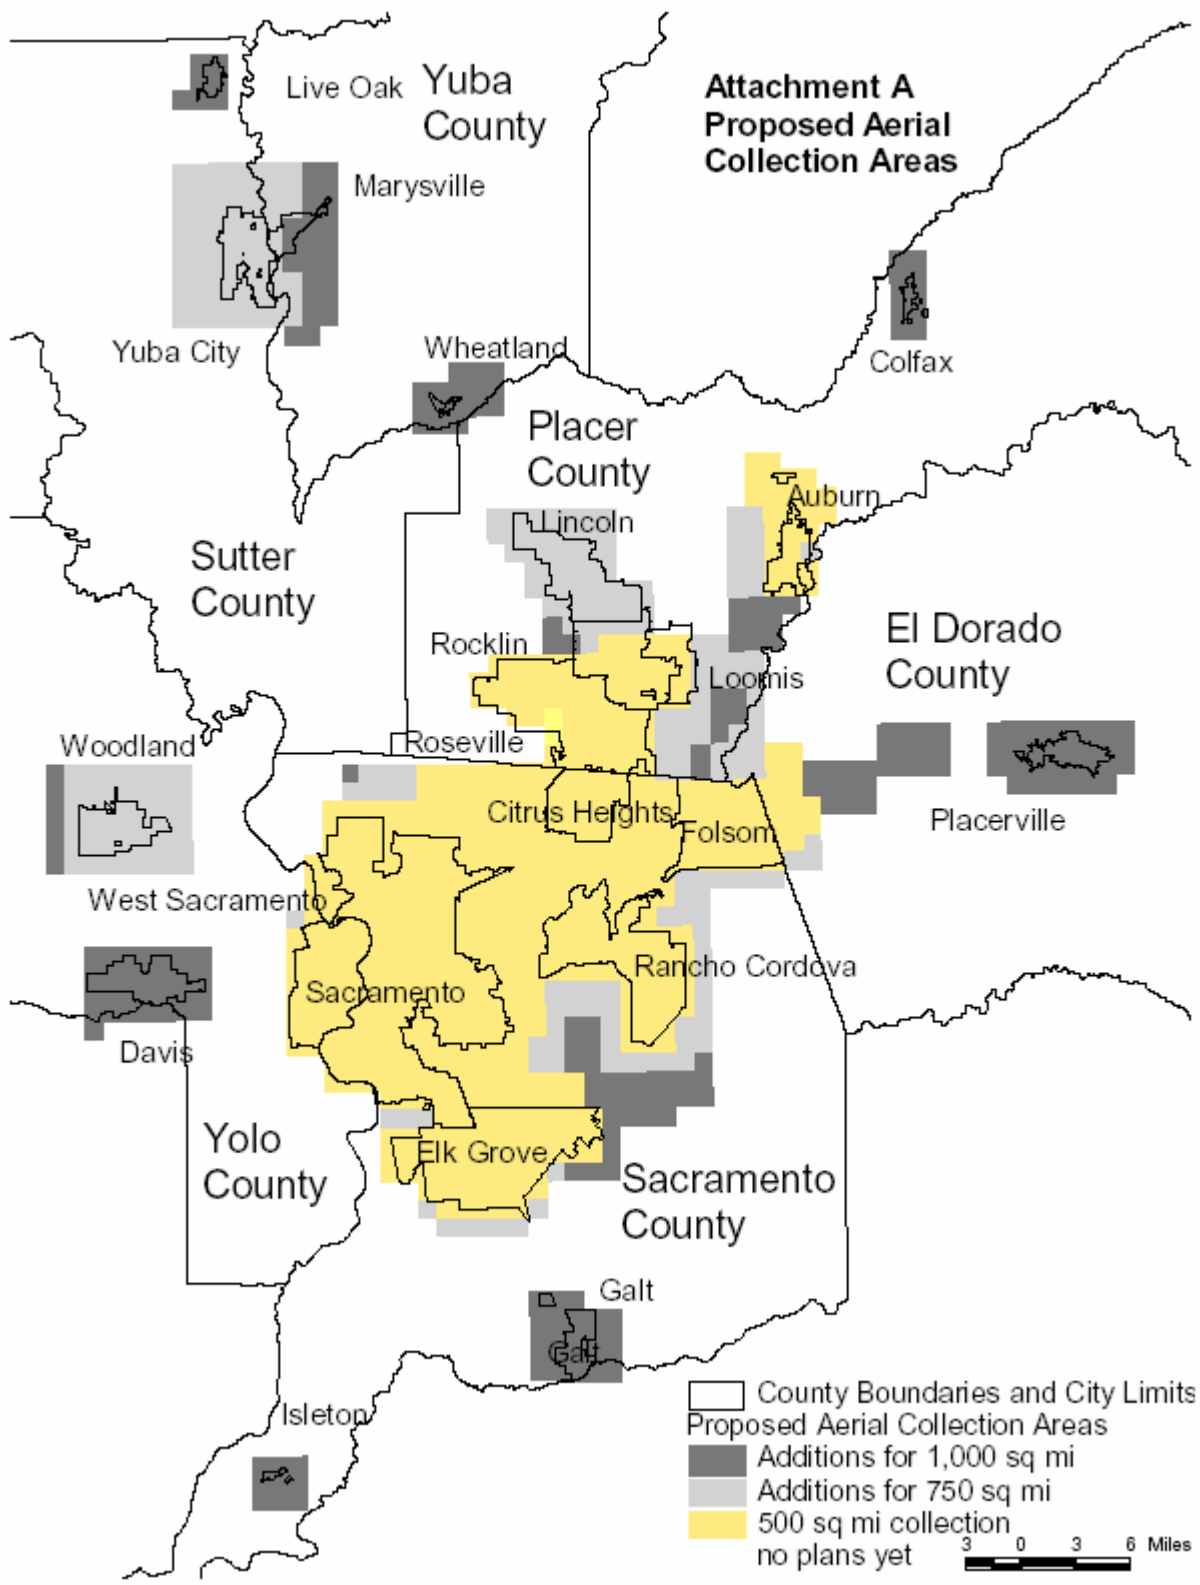 Live Oak
Yuba
County
Attachment A
Proposed Aerial
Collection Areas
Marysville
Yuba City
Wheatland
Colfax
Placer
County
Auburn
Lincoln
Sutter
County
Rocklin
El Dorado
County
Loomis
Woodland
Roseville
Citrus Heights
Folsom
Placerville
West Sacramento
Rancho Cordova
Sacramento
Davis
Yolo
County
Elk Grove
Sacramento
County
Galt
Galt
Isleton
County Boundaries and City Limits
Proposed Aerial Collection Areas
Additions for 1,000 sq mi
Additions for 750 sq mi
500 sq mi collection
no plans yet
3 0 3 6 Miles